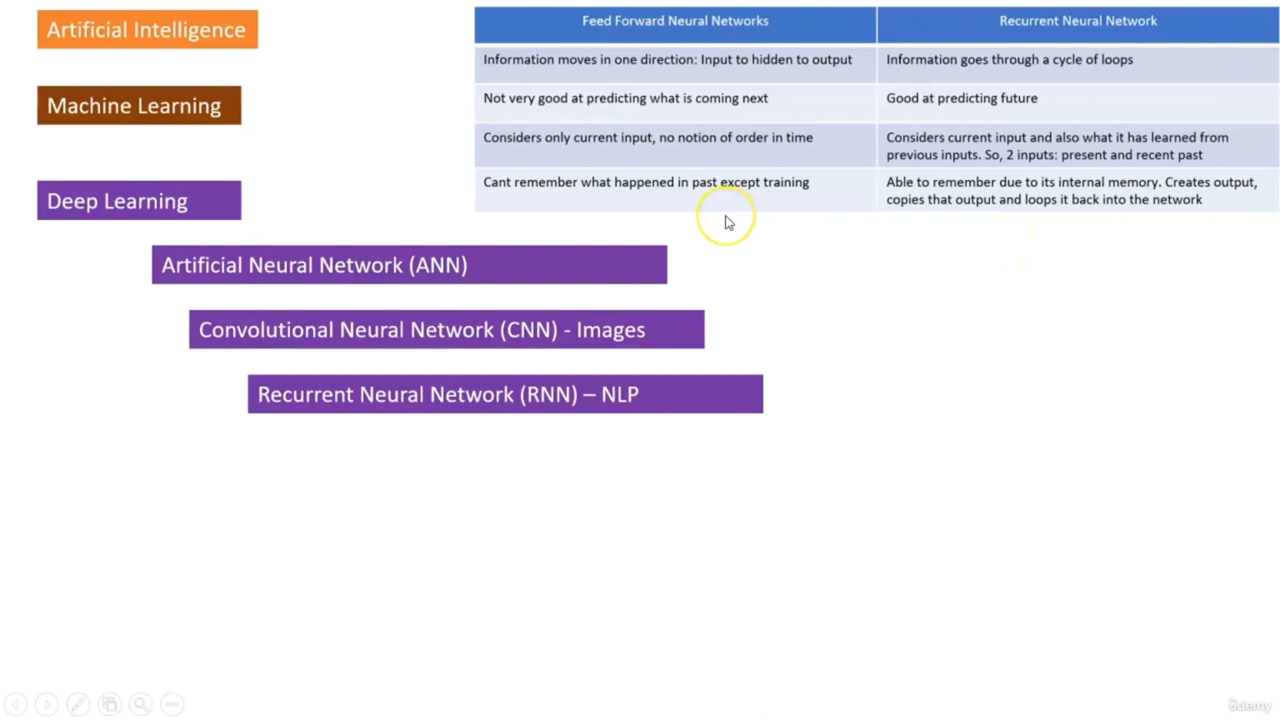 Artificial Intelligence
Machine Learning
Deep Learning
Artificial Neural Network (ANN)
Convolutional Neural Network (CNN) - Images
Recurrent Neural Network (RNN) – NLP
Feed Forward Neural Networks
Recurrent Neural Network
Information moves in one direction: Input to hidden to output
Information goes through a cycle of loops
Not very good at predicting what is coming next
Good at predicting future
Considers only current input, no notion of order in time
Considers current input and also what it has learned from
previous inputs. So, 2 inputs: present and recent past
Cant remember what happened in past except training
Able to remember due to its internal memory. Creates output,
copies that output and loops it back into the network
ûdemy